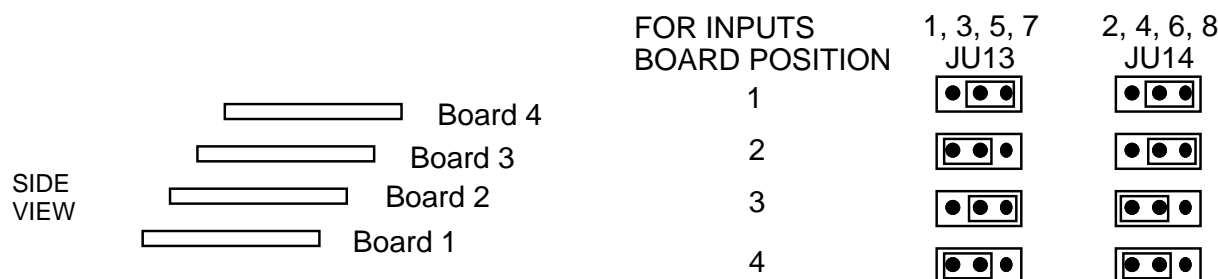 FOR INPUTS 1, 3, 5, 7 2, 4, 6, 8
BOARD POSITION JU13 JU14
1
2
3
4
SIDE
VIEW
Board 4
Board 3
Board 2
Board 1